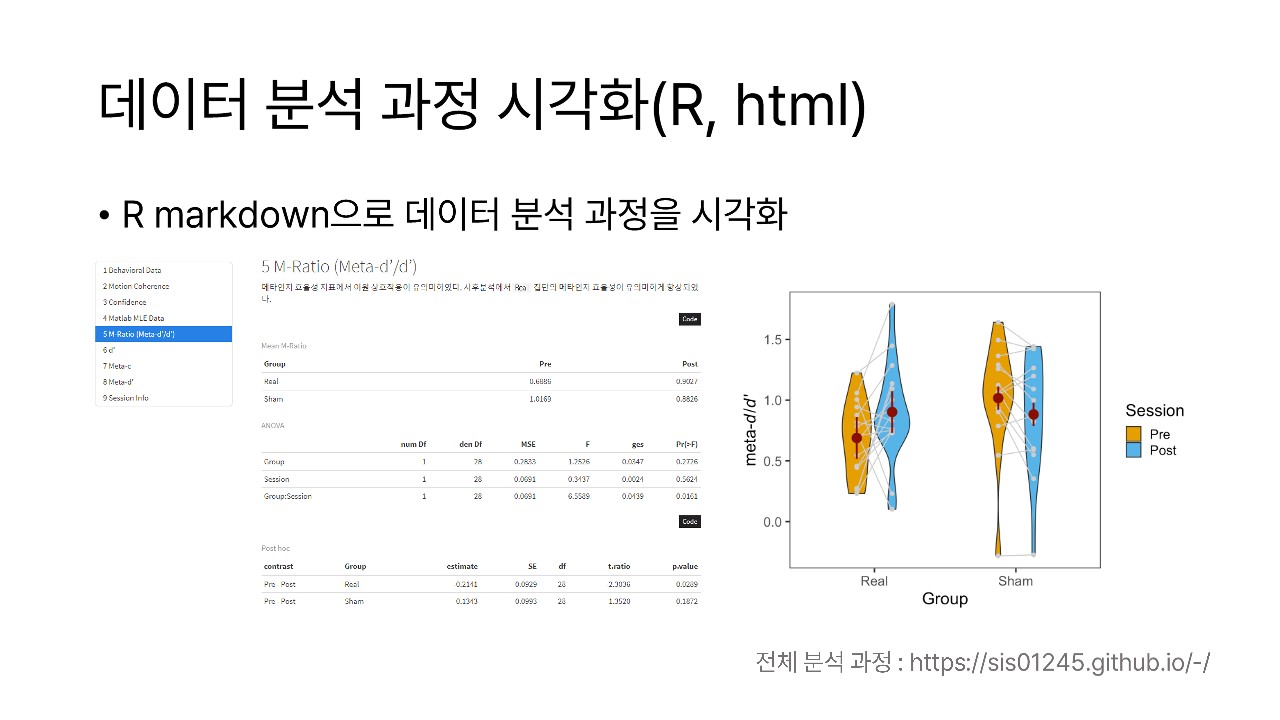 데이터 분석 과정 시각화(R, html)
• R markdown으로 데이터 분석 과정을 시각화
1 Behavioral Data
2 Motion Coherence
3 Confidence
4 Matlab MLE Data
5 M-Ratio (Meta-d'/d')
6 d'
7 Meta-c
8 Meta-d'
9 Session Info
5 M-Ratio (Meta-d'/d')
메타인지 효율성 지표에서 이원 상호작용이 유의미하였다. 사후분석에서 Real 집단의 메타인지 효율성이 유의미하게 향상되었
다.
Code
Mean M-Ratio
Group Pre Post
Real 0.6886 0.9027
Sham 1.0169 0.8826
ANOVA
num Df den Df MSE F ges Pr(>F)
Group 1 28 0.2833 1.2526 0.0347 0.2726
Session 1 28 0.0691 0.3437 0.0024 0.5624
Group:Session 1 28 0.0691 6.5589 0.0439 0.0161
Code
Post hoc
contrast Group estimate SE df t.ratio p.value
Pre - Post Real -0.2141 0.0929 28 -2.3036 0.0289
Pre - Post Sham 0.1343 0.0993 28 1.3520 0.1872
meta-d/d'
1.5
1.0
0.5
0.0
Real Sham
Group
Session
Pre
Post
전체 분석 과정 : https://sis01245.github.io/-/